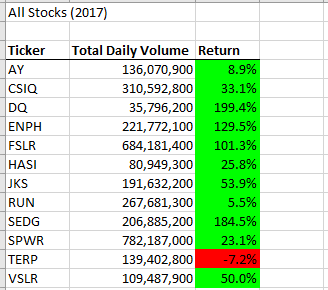 All Stocks (2017)
Ticker Total Daily Volume Return
AY 136,070,900 8.9%
CSIQ 310,592,800 33.1%
DQ 35,796,200 199.4%
ENPH 221,772,100 129.5%
FSLR 684,181,400 101.3%
HASI 80,949,300 25.8%
JKS 191,632,200 53.9%
RUN 267,681,300 5.5%
SEDG 206,885,200 184.5%
SPWR 782,187,000 23.1%
TERP 139,402,800 -7.2%
VSLR 109,487,900 50.0%